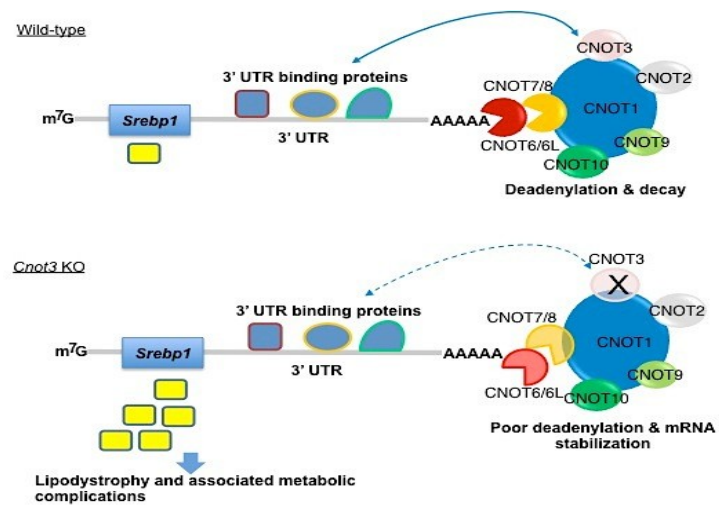 Wild-type
CNOT3
3' UTR binding proteins
CNOT2
CNOT7/8
m7G
Srebp1
AAAAA
CNOT1
3' UTR
CNOT6/6L
CNOT9
CNOT10
Deadenylation & decay
Cnot3 KO
CNOT3
X
3' UTR binding proteins
CNOT2
CNOT7/8
m7G
Srebp1
AAAAA
CNOT1
3' UTR
CNOT9
CNOT6/6L
CNOT10
Poor deadenylation & mRNA
stabilization
Lipodystrophy and associated metabolic
complications